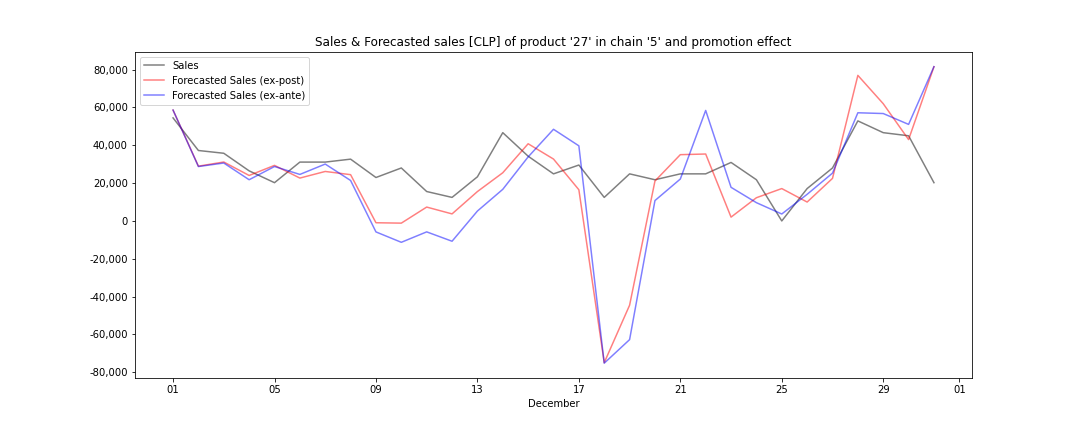 Sales & Forecasted sales [CLP] of product '27' in chain '5' and promotion effect
Sales
Forecasted Sales (ex-post)
Forecasted Sales (ex-ante)
80,000
60,000
40,000
20,000
0
-20,000
-40,000
-60,000
-80,000
01 05 09 13 17 21 25 29 01
December